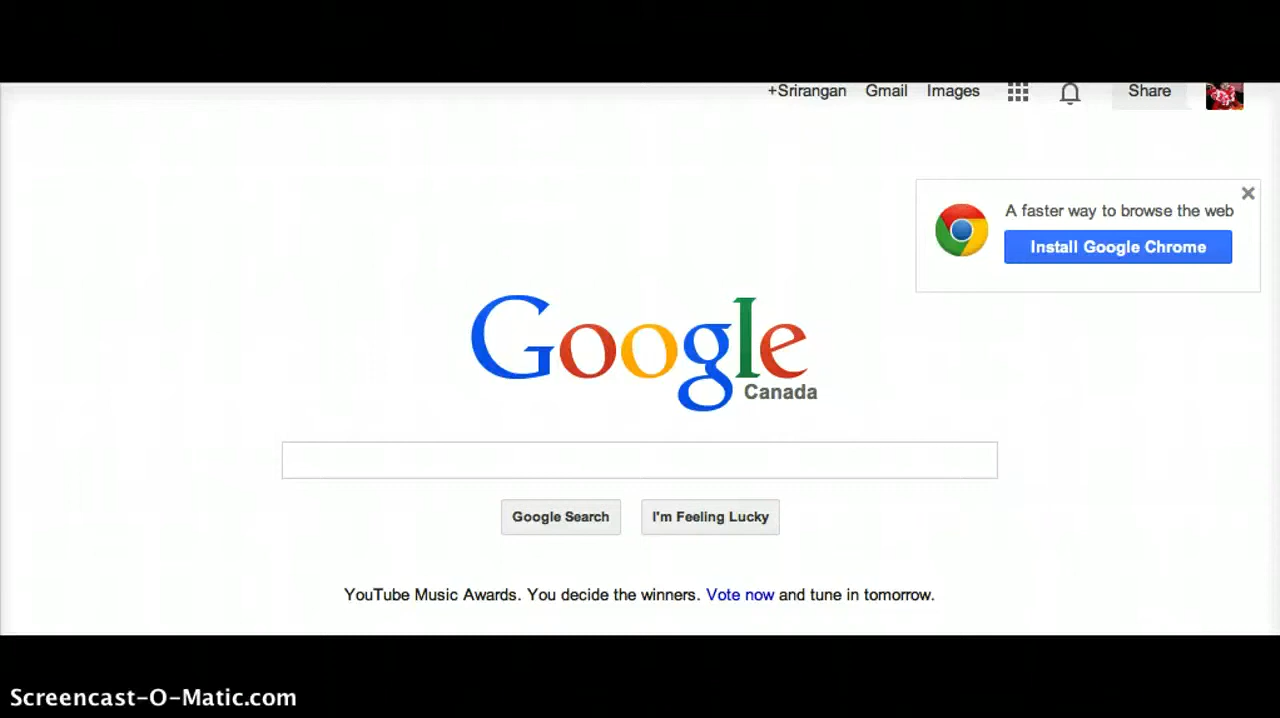 +Srirangan Gmail Images Share
A faster way to browse the web
Install Google Chrome
Google
Canada
Google Search I'm Feeling Lucky
YouTube Music Awards. You decide the winners. Vote now and tune in tomorrow.
Screencast-O-Matic.com